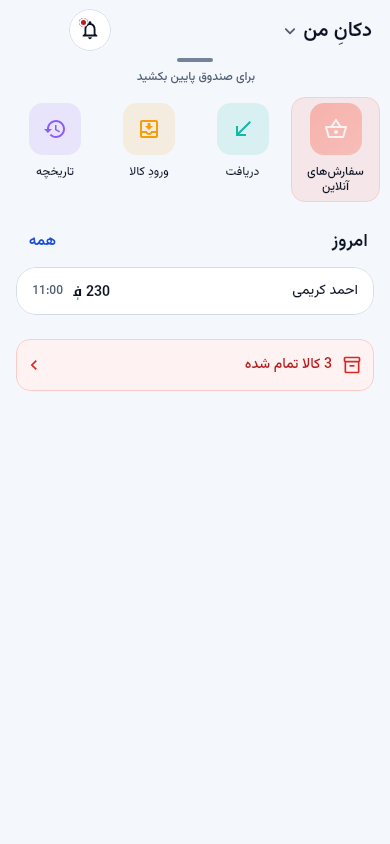 دکانِ من
برای صندوق پایین بکشید
سفارش‌های آنلاین
دریافت
ورودِ کالا
تاریخچه
امروز
همه
احمد کریمی
230 ؋
11:00
3 کالا تمام شده